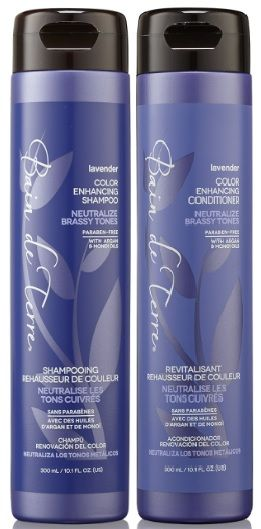 Bain de Terre
lavender
COLOR
ENHANCING
SHAMPOO
NEUTRALIZE
BRASSY TONES
PARABEN-FREE
WITH ARGAN
& MONOI OILS
SHAMPOOING
REHAUSSEUR DE COULEUR
NEUTRALISE LES
TONS CUIVRÉS
SANS PARABÈNES
AVEC DES HUILES
D'ARGAN ET DE MONOÏ
CHAMPÚ
RENOVACIÓN DEL COLOR
NEUTRALIZA LOS TONOS METÁLICOS
300 mL / 10.1 fl. oz. (US)
Bain de Terre
lavender
COLOR
ENHANCING
CONDITIONER
NEUTRALIZE
BRASSY TONES
PARABEN-FREE
WITH ARGAN
& MONOI OILS
REVITALISANT
REHAUSSEUR DE COULEUR
NEUTRALISE LES
TONS CUIVRÉS
SANS PARABÈNES
AVEC DES HUILES
D'ARGAN ET DE MONOÏ
ACONDICIONADOR
RENOVACIÓN DEL COLOR
NEUTRALIZA LOS TONOS METÁLICOS
300 mL / 10.1 fl. oz. (US)